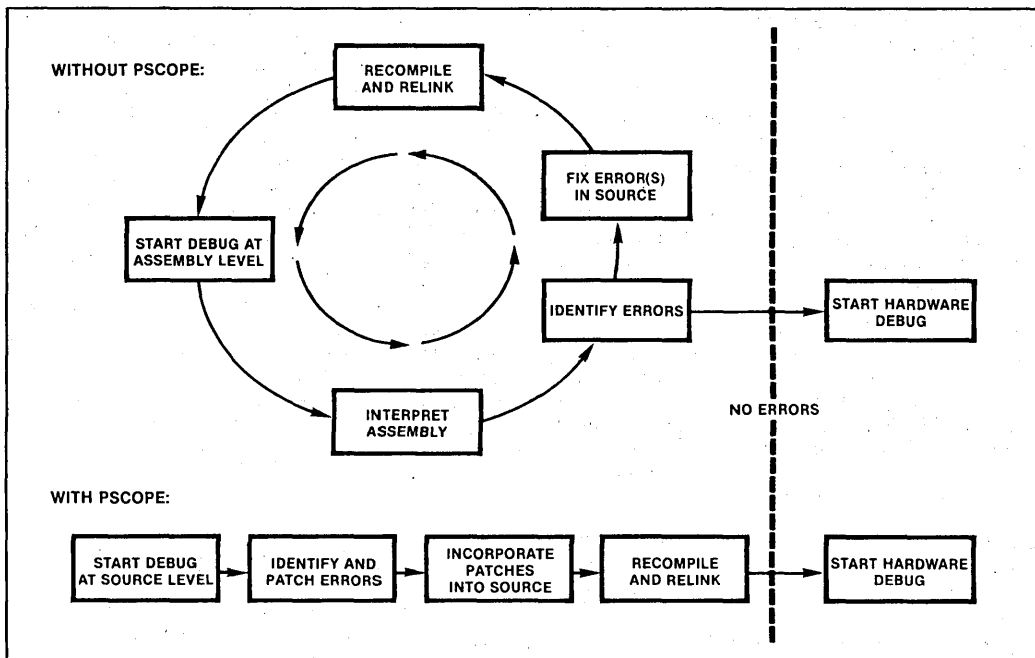 WITHOUT PSCOPE:
RECOMPILE
AND RELINK
FIX ERROR(S)
IN SOURCE
START DEBUG AT
ASSEMBLY LEVEL
IDENTIFY ERRORS
START HARDWARE
DEBUG
INTERPRET
ASSEMBLY
NO ERRORS
WITH PSCOPE:
START DEBUG
AT SOURCE LEVEL
IDENTIFY AND
PATCH ERRORS
INCORPORATE
PATCHES
INTO SOURCE
RECOMPILE
AND RELINK
START HARDWARE
DEBUG